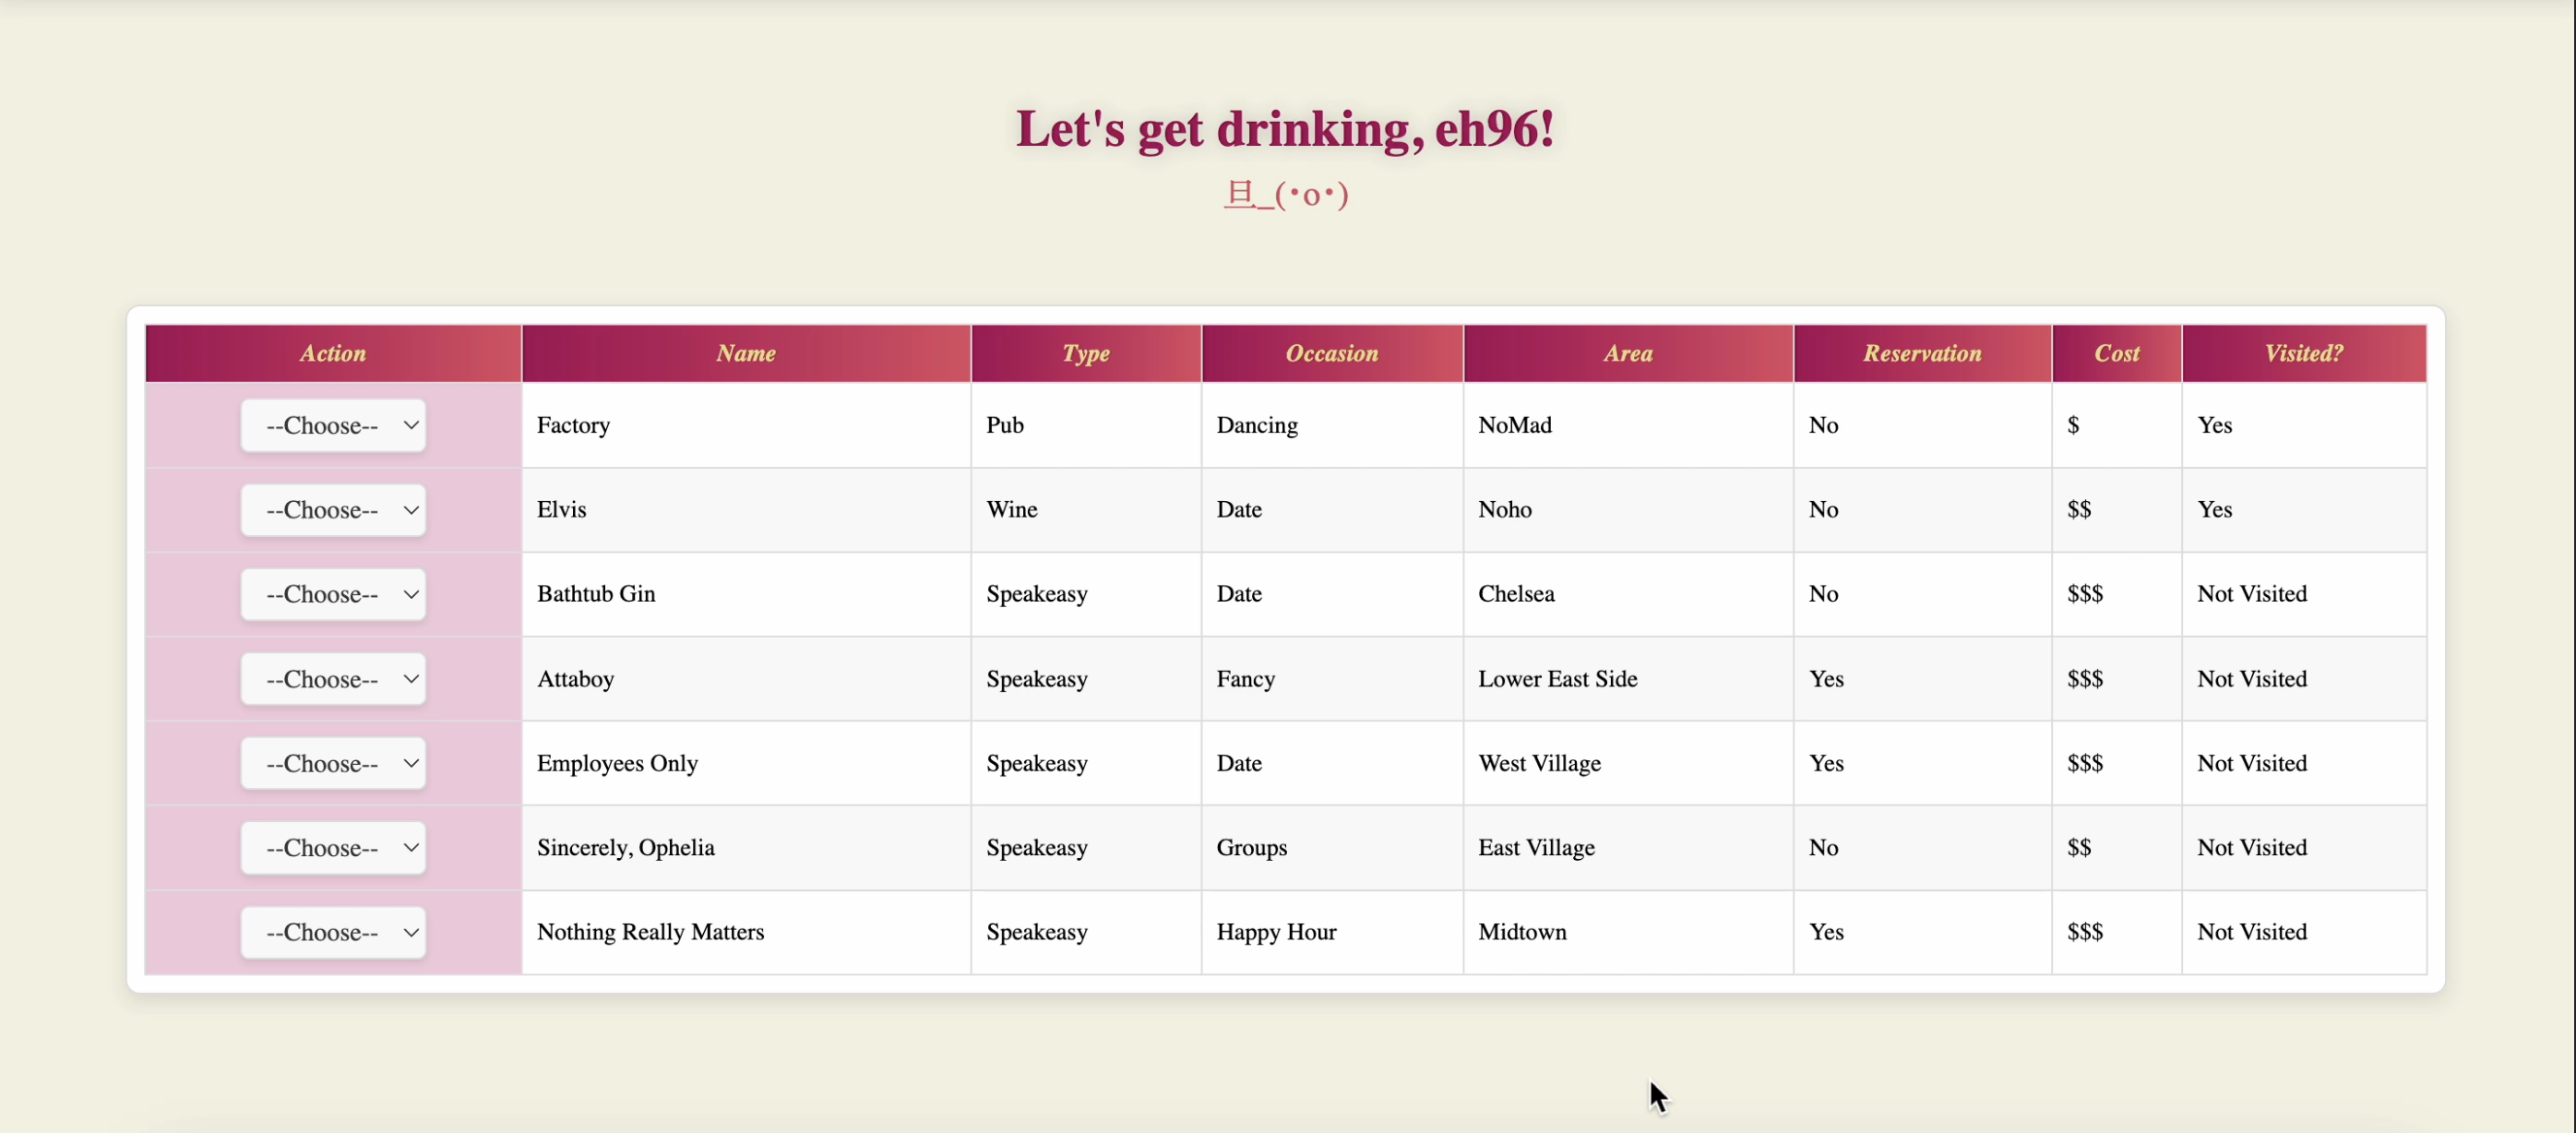 Let's get drinking, eh96!
旦_(･o･)
Action Name Type Occasion Area Reservation Cost Visited?
--Choose-- Factory Pub Dancing NoMad No $ Yes
--Choose-- Elvis Wine Date Noho No $$ Yes
--Choose-- Bathtub Gin Speakeasy Date Chelsea No $$$ Not Visited
--Choose-- Attaboy Speakeasy Fancy Lower East Side Yes $$$ Not Visited
--Choose-- Employees Only Speakeasy Date West Village Yes $$$ Not Visited
--Choose-- Sincerely, Ophelia Speakeasy Groups East Village No $$ Not Visited
--Choose-- Nothing Really Matters Speakeasy Happy Hour Midtown Yes $$$ Not Visited